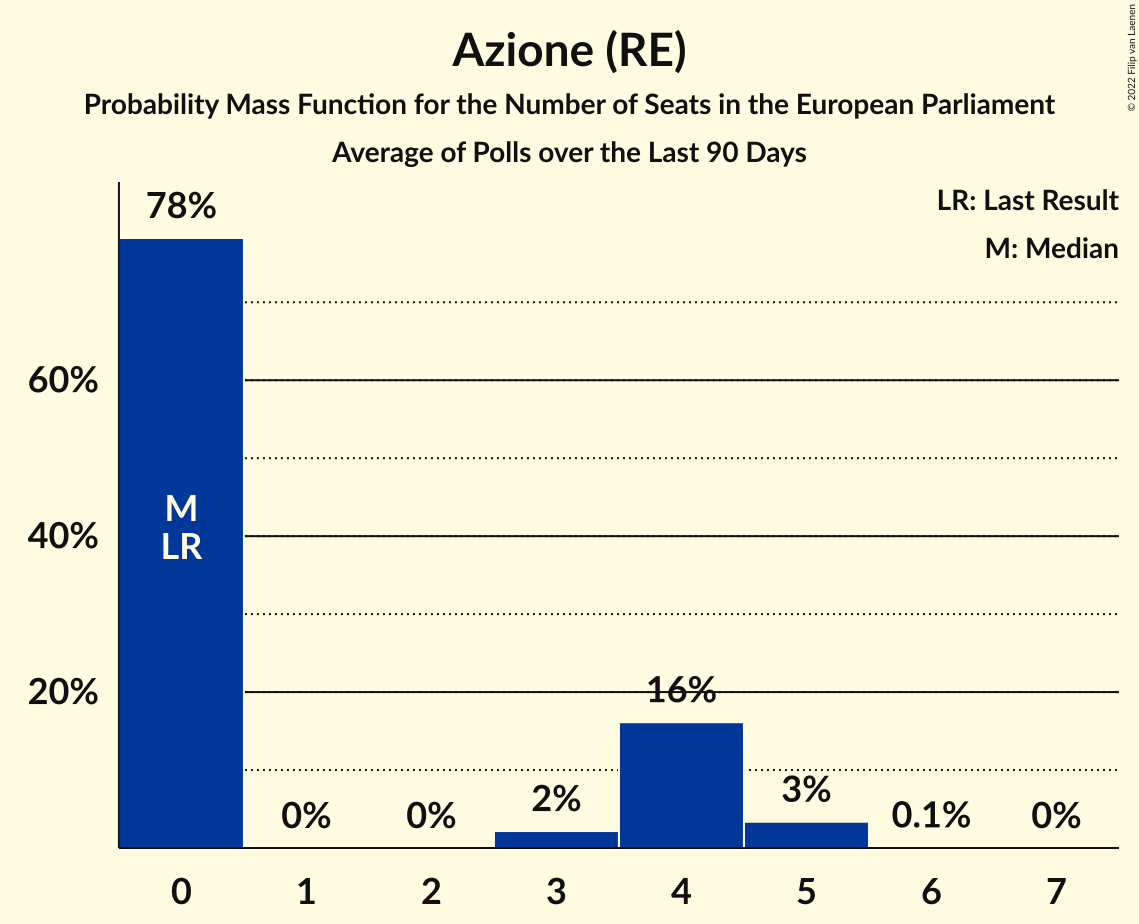 Azione (RE)
Probability Mass Function for the Number of Seats in the European Parliament
Average of Polls over the Last 90 Days
© 2022 Filip van Laenen
LR: Last Result
M: Median
78%
60%
40%
20%
M
LR
0%
0%
2%
16%
3%
0.1%
0%
0
1
2
3
4
5
6
7